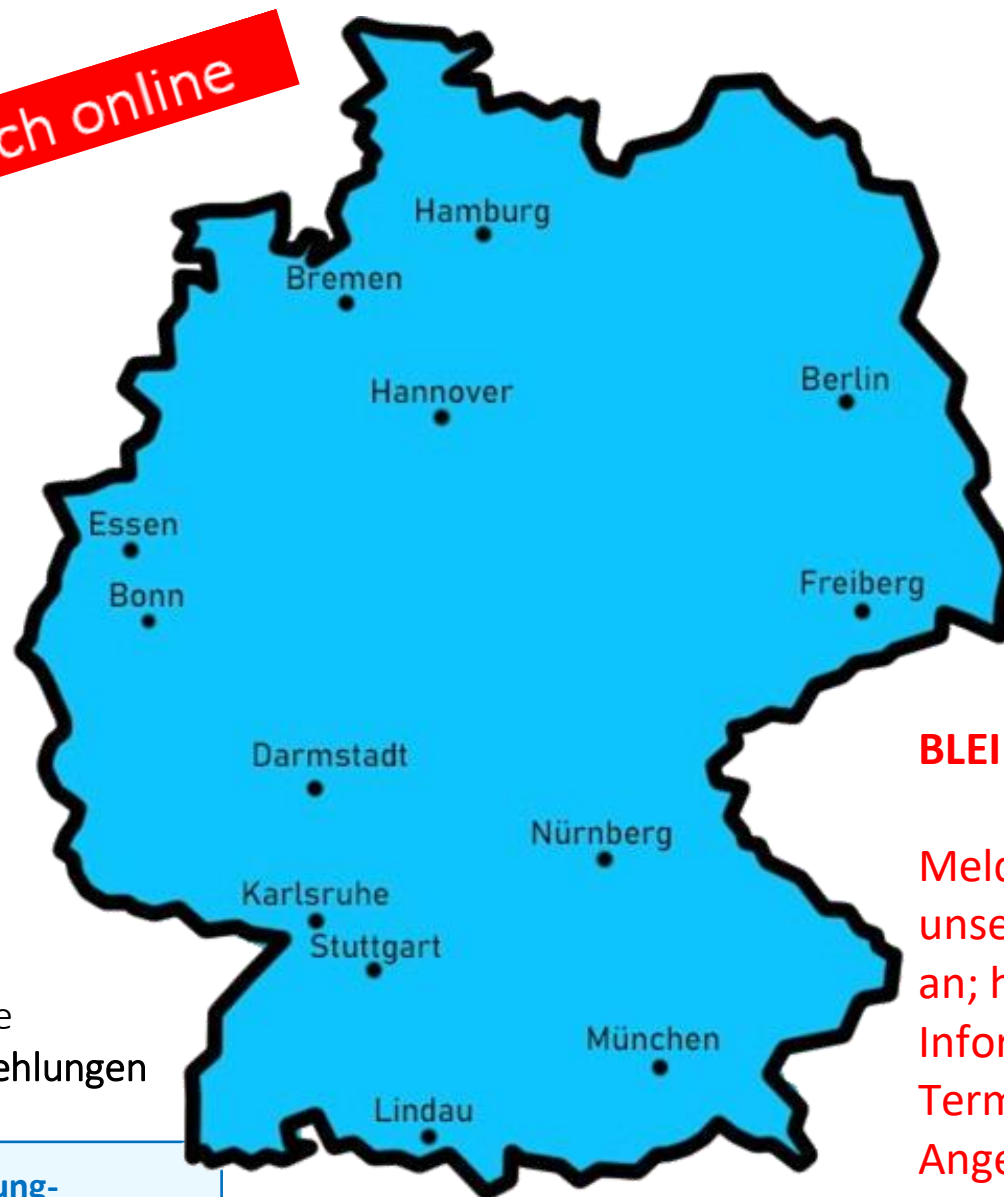 ch online
Hamburg
Bremen
Hannover
Berlin
Essen
Bonn
Freiberg
Darmstadt
Nürnberg
Karlsruhe
Stuttgart
München
Lindau
e
ehlungen
ung-
BLEI
Meld
unse
an; h
Infor
Term
Ange